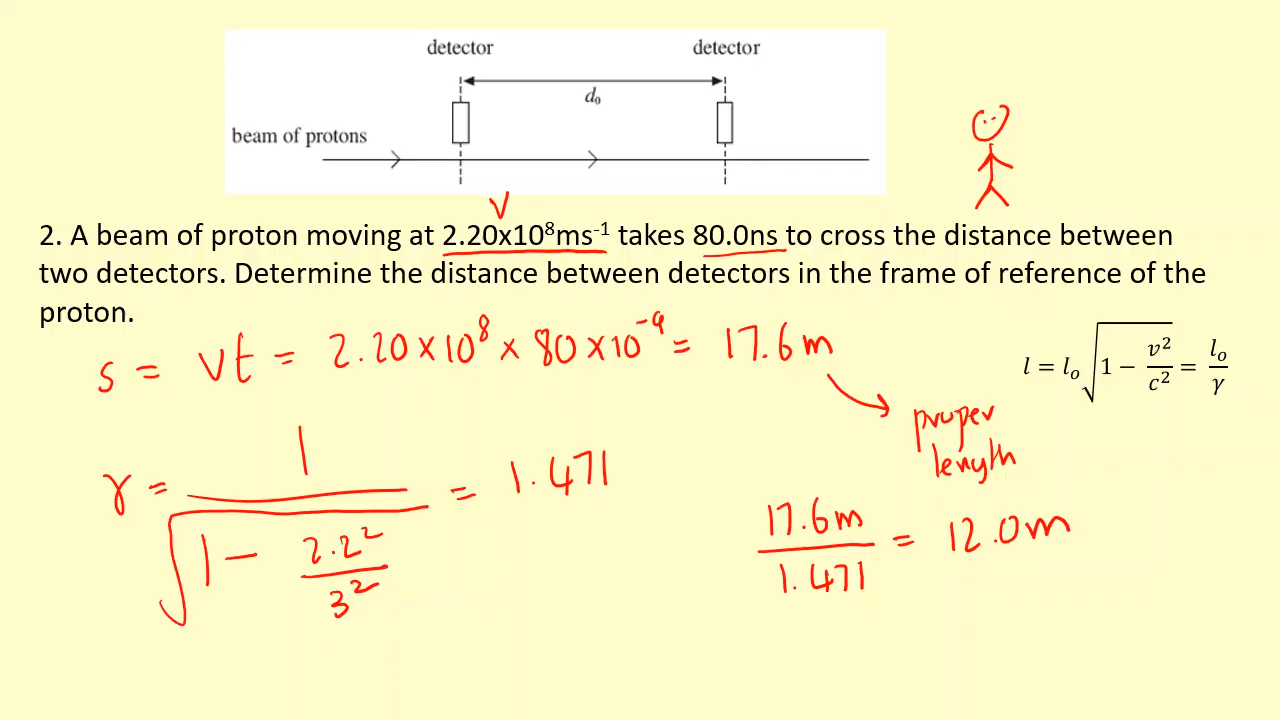 detector detector
d₀
beam of protons
v
2. A beam of proton moving at 2.20x10⁸ms⁻¹ takes 80.0ns to cross the distance between
two detectors. Determine the distance between detectors in the frame of reference of the
proton.
s = vt = 2.20 × 10⁸ × 80 × 10⁻⁹ = 17.6m
l = l₀√(1 − v²/c²) = l₀/γ
proper
length
γ = 1/√(1 − 2.2²/3²) = 1.471
17.6m/1.471 = 12.0m